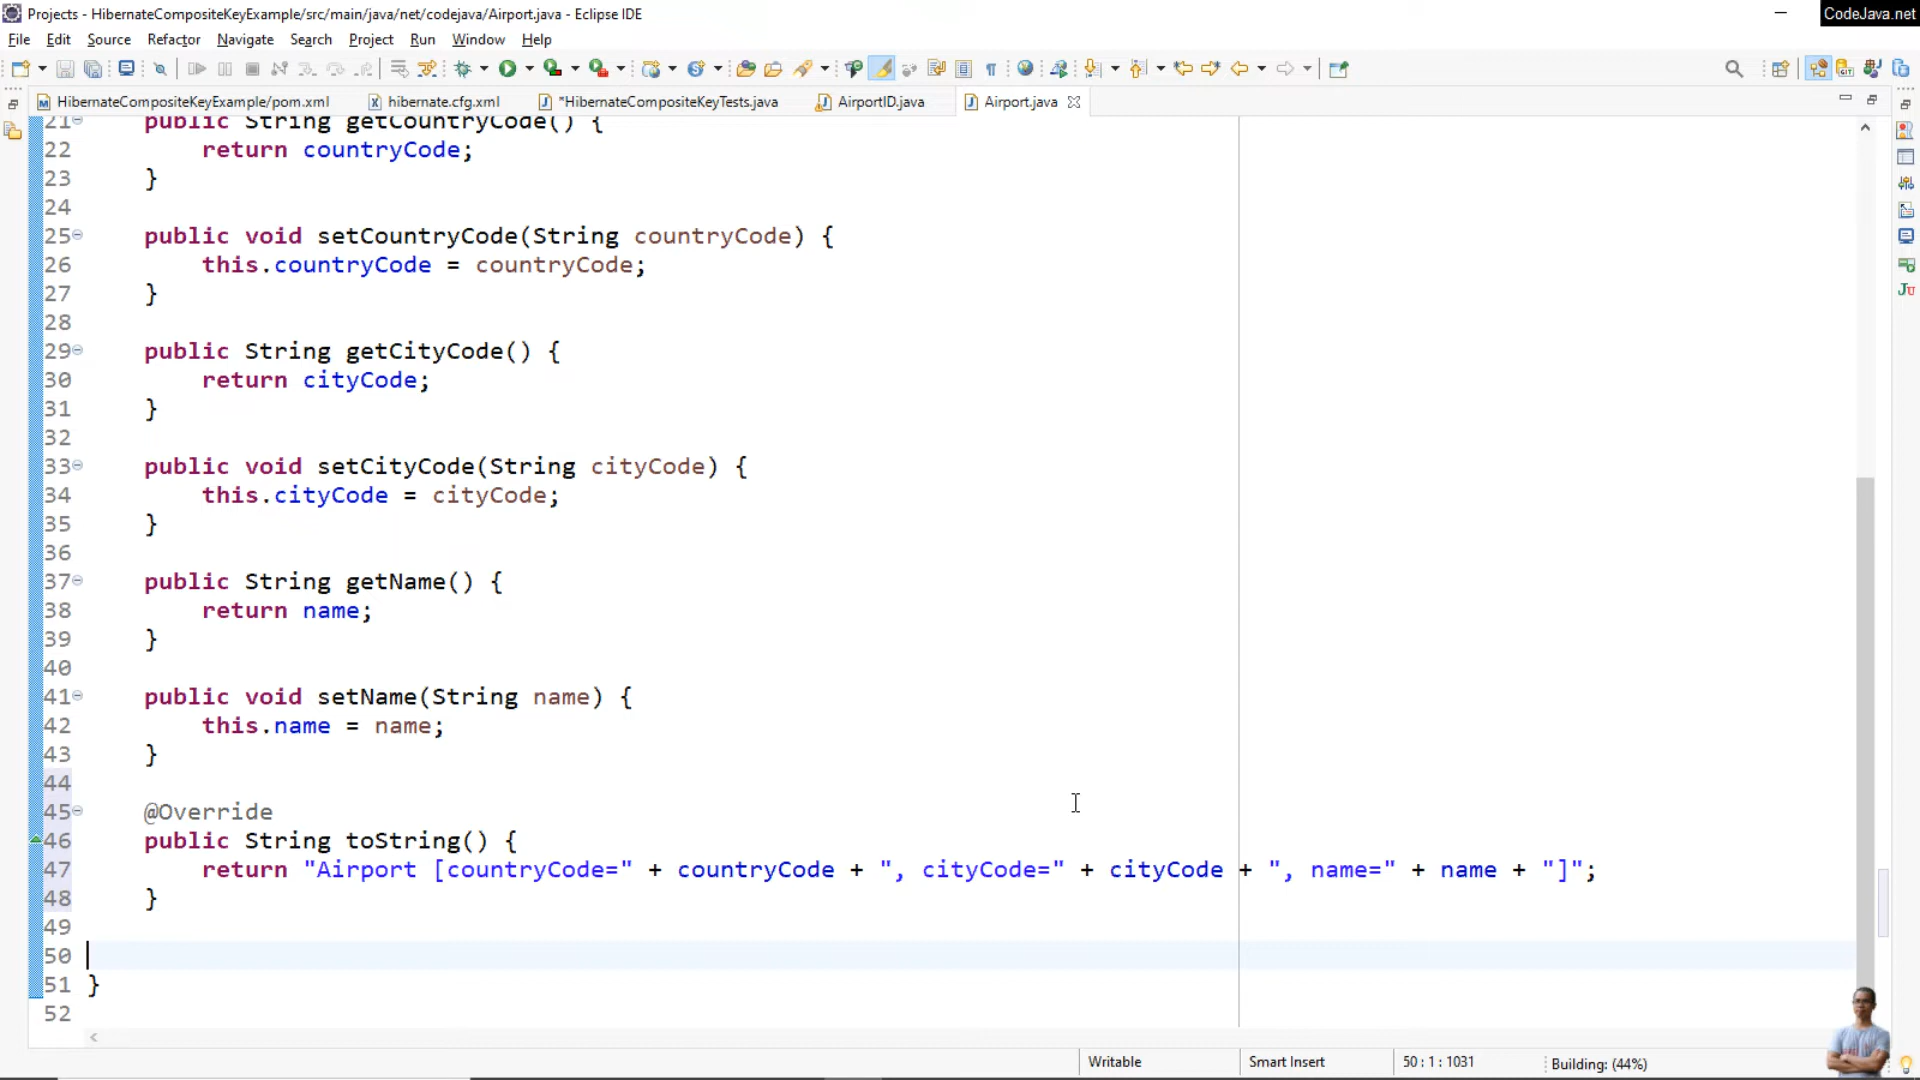 Projects - HibernateCompositeKeyExample/src/main/java/net/codejava/Airport.java - Eclipse IDE
CodeJava.net
File Edit Source Refactor Navigate Search Project Run Window Help
HibernateCompositeKeyExample/pom.xml hibernate.cfg.xml *HibernateCompositeKeyTests.java AirportID.java Airport.java
21 public String getCountryCode() {
22 return countryCode;
23 }
24
25 public void setCountryCode(String countryCode) {
26 this.countryCode = countryCode;
27 }
28
29 public String getCityCode() {
30 return cityCode;
31 }
32
33 public void setCityCode(String cityCode) {
34 this.cityCode = cityCode;
35 }
36
37 public String getName() {
38 return name;
39 }
40
41 public void setName(String name) {
42 this.name = name;
43 }
44
45 @Override
46 public String toString() {
47 return "Airport [countryCode=" + countryCode + ", cityCode=" + cityCode + ", name=" + name + "]";
48 }
49
50
51 }
52
Writable Smart Insert 50 : 1 : 1031 Building: (44%)